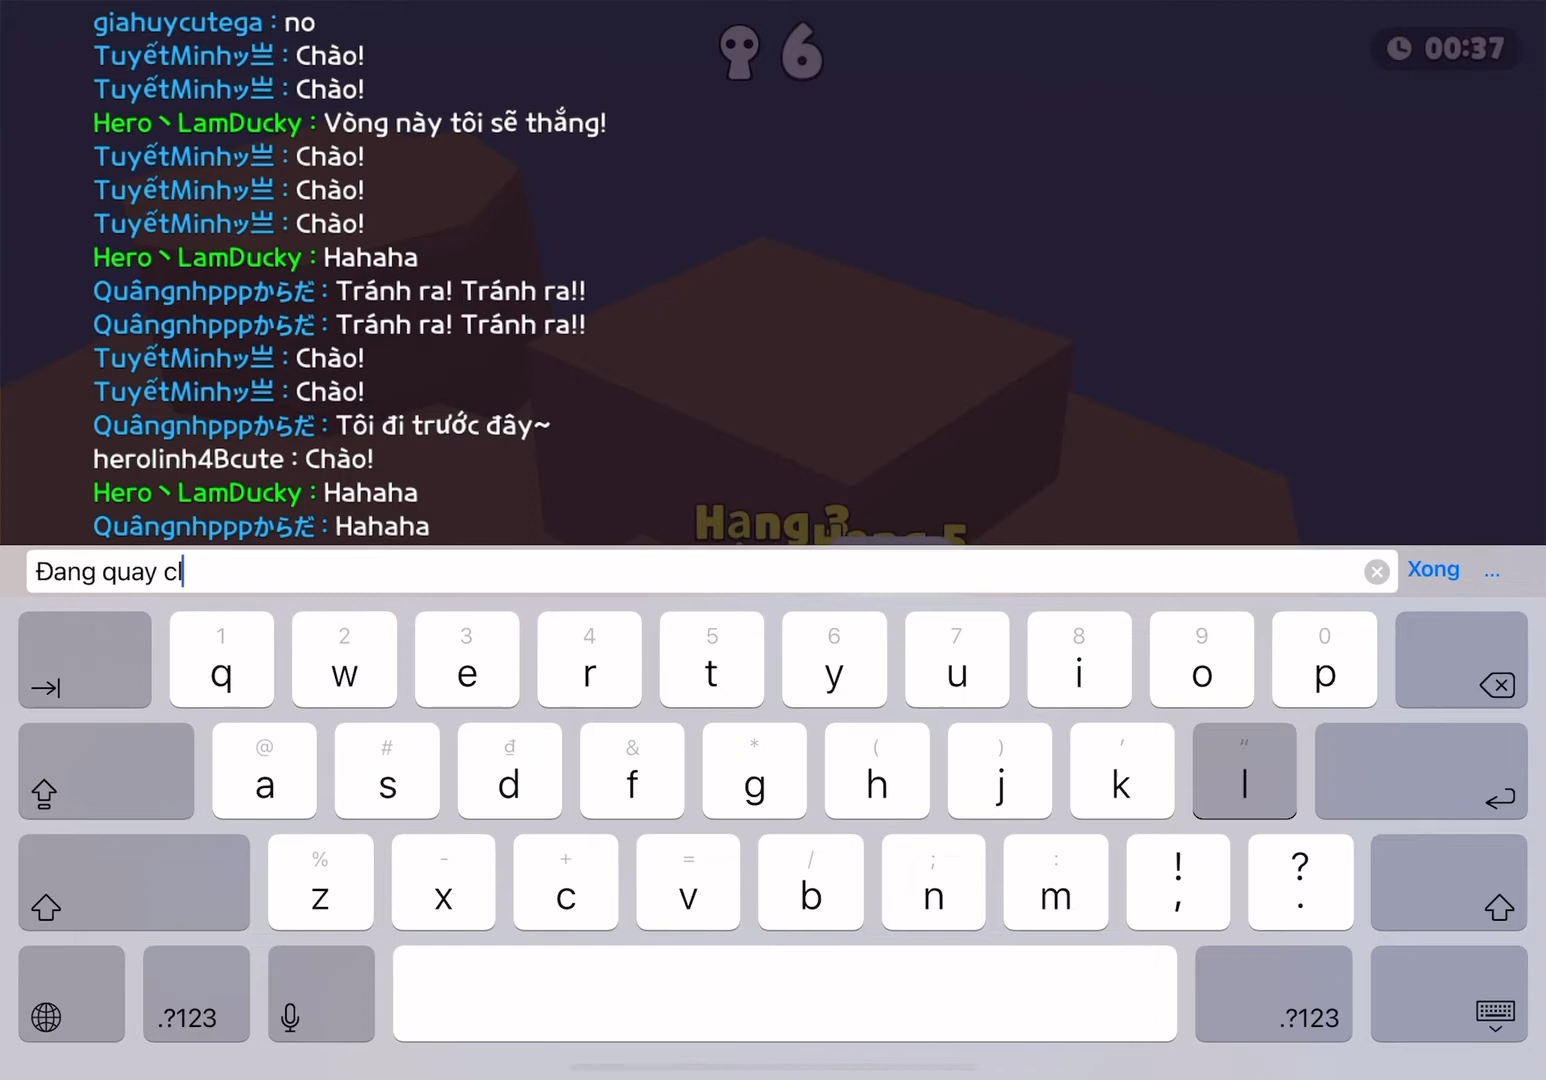 giahuycutega : no
6
00:37
TuyếtMinhッ亗 : Chào!
TuyếtMinhッ亗 : Chào!
Hero丶LamDucky : Vòng này tôi sẽ thắng!
TuyếtMinhッ亗 : Chào!
TuyếtMinhッ亗 : Chào!
TuyếtMinhッ亗 : Chào!
Hero丶LamDucky : Hahaha
Quângnhpppからだ : Tránh ra! Tránh ra!!
Quângnhpppからだ : Tránh ra! Tránh ra!!
TuyếtMinhッ亗 : Chào!
TuyếtMinhッ亗 : Chào!
Quângnhpppからだ : Tôi đi trước đây~
herolinh4Bcute : Chào!
Hero丶LamDucky : Hahaha
Quângnhpppからだ : Hahaha
Hạng 3
Hạng 5
Đang quay cl
Xong ...
1 2 3 4 5 6 7 8 9 0
q w e r t y u i o p
@ # ₫ & * ( ) ' "
a s d f g h j k l
% - + = / ; : ! ?
z x c v b n m , .
.?123 .?123